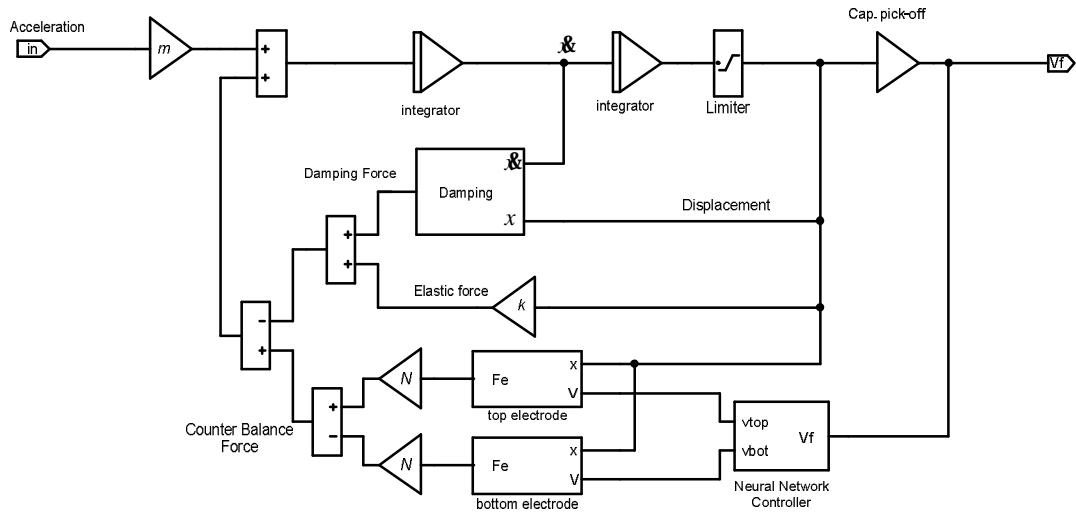 Acceleration
in
m
+
+
integrator
x&
integrator
Limiter
Cap. pick-off
Vf
Damping Force
Damping
x&
x
Displacement
+
+
Elastic force
k
-
+
Counter Balance
Force
+
-
N
Fe
x
V
top electrode
N
Fe
x
V
bottom electrode
vtop
vbot
Vf
Neural Network
Controller